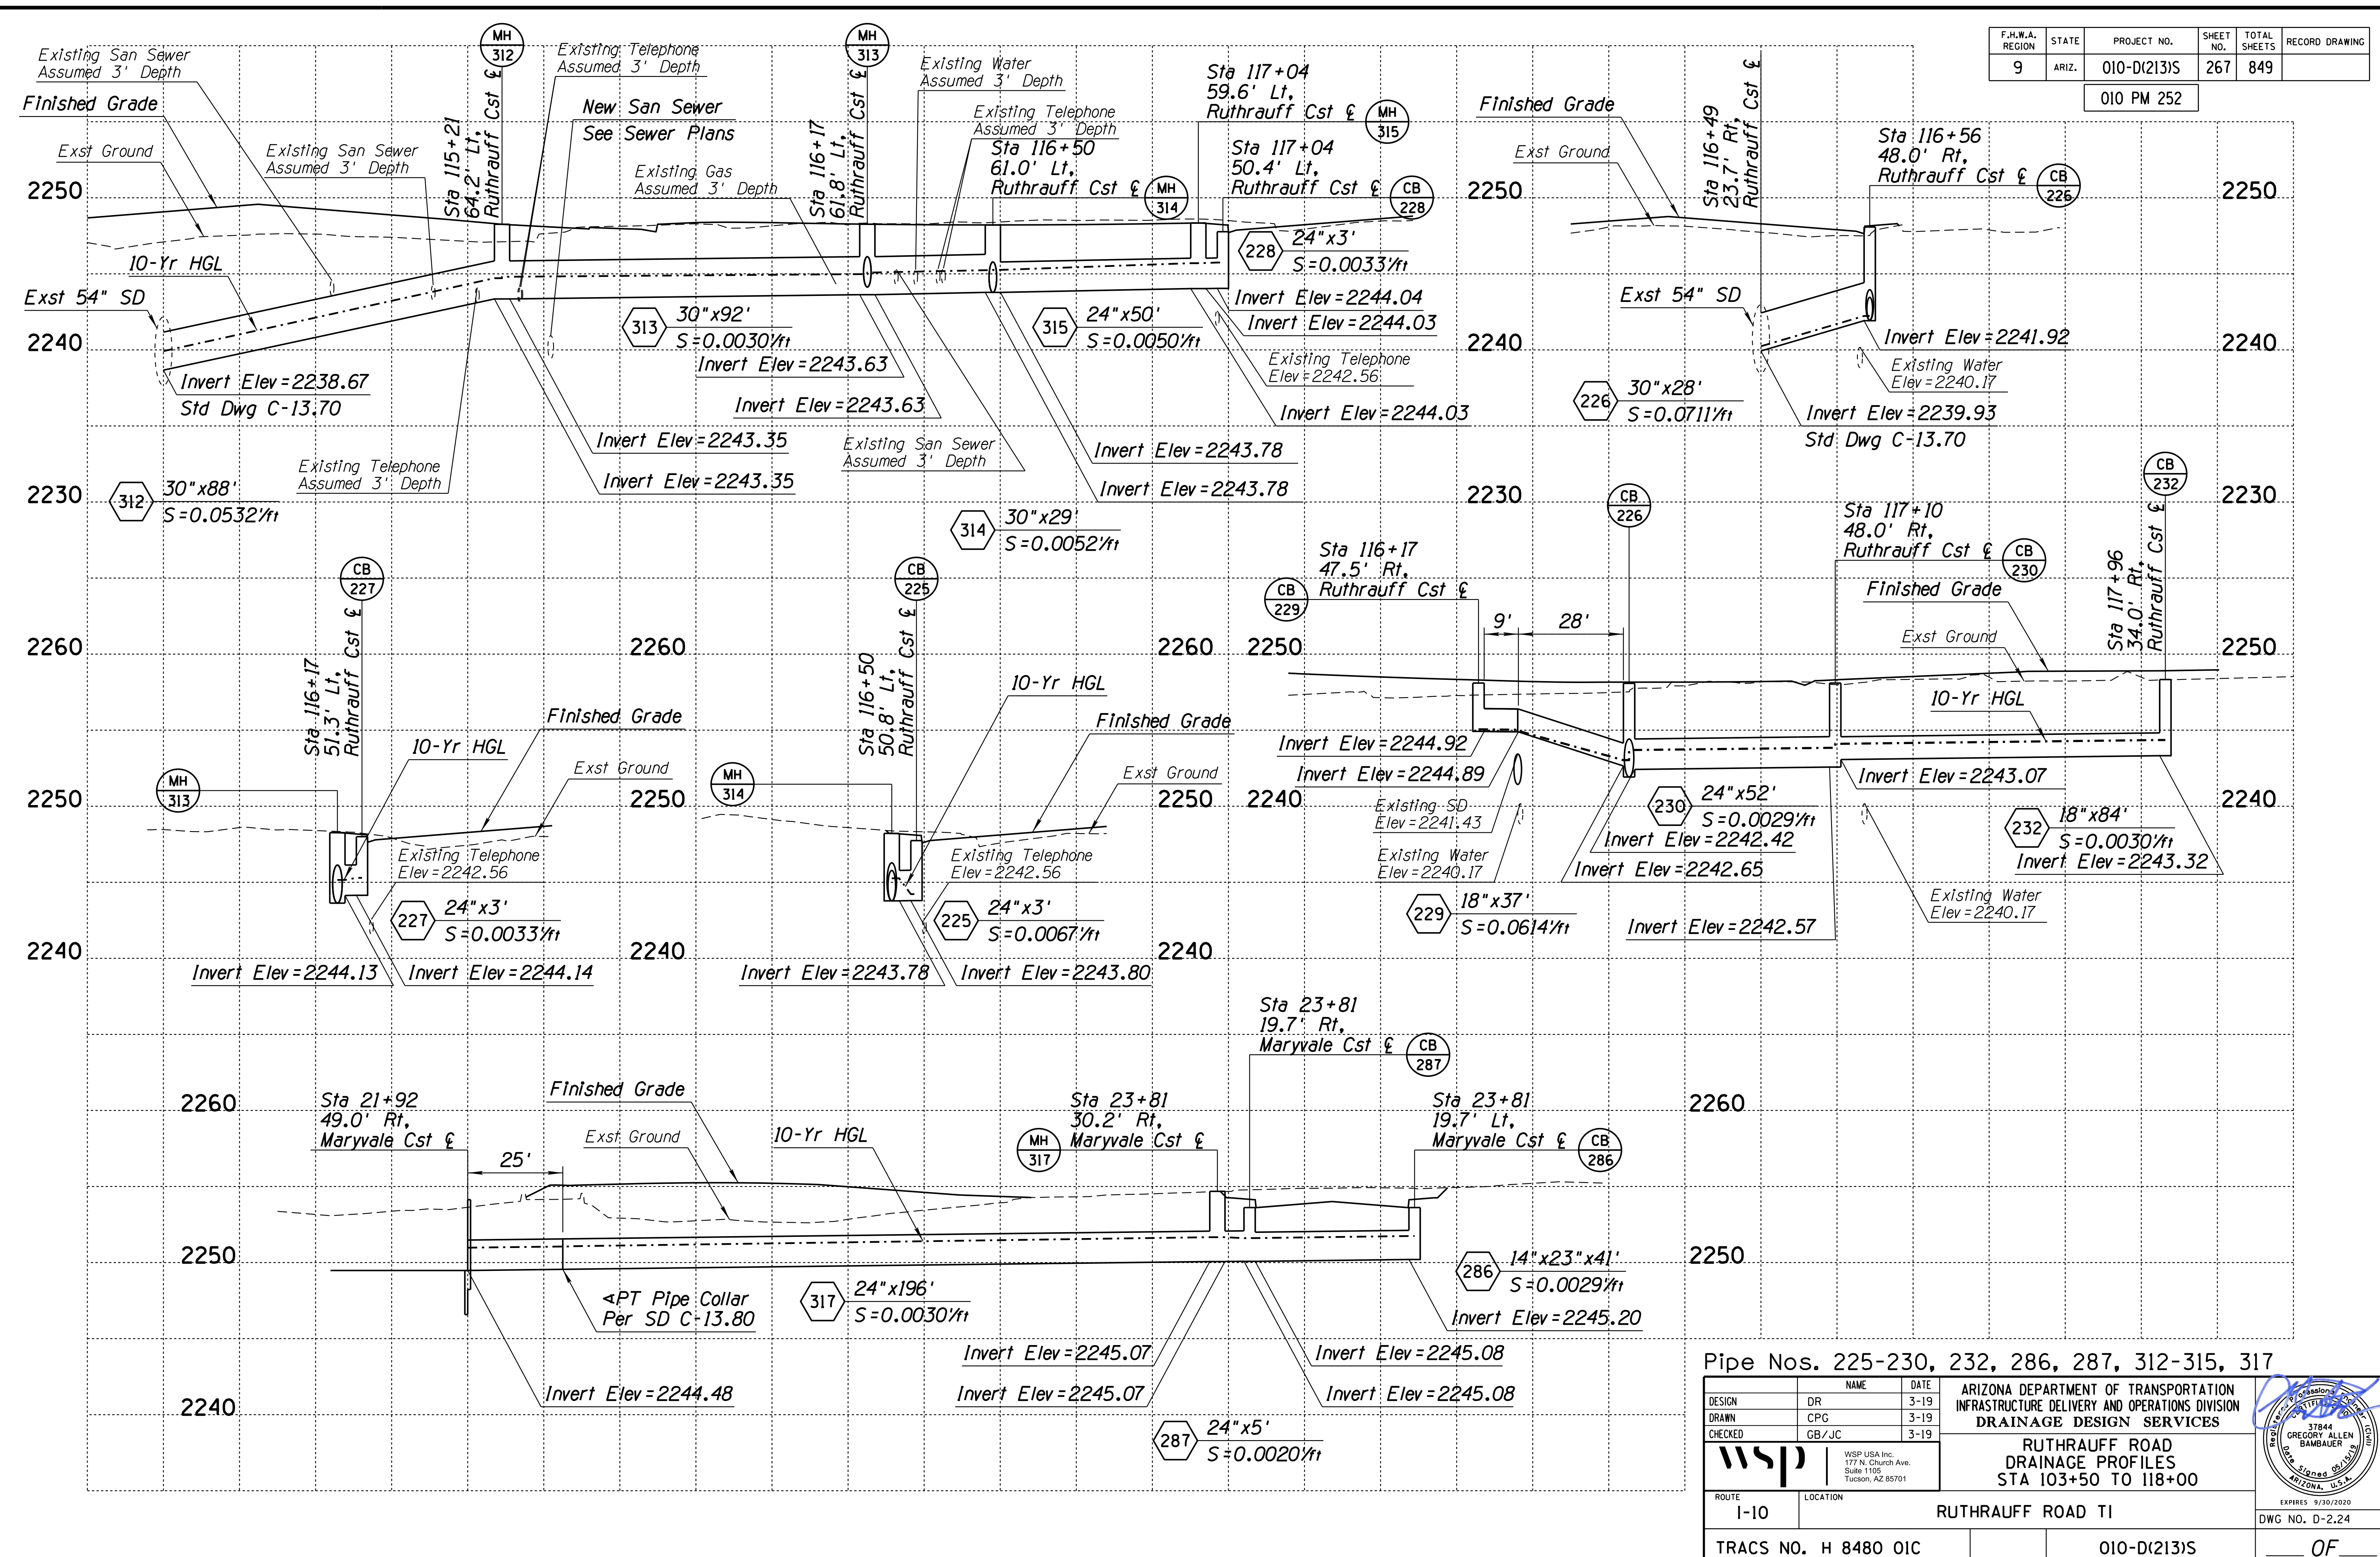 F.H.W.A. REGION STATE PROJECT NO. SHEET NO. TOTAL SHEETS RECORD DRAWING
9 ARIZ. 010-D(213)S 267 849
010 PM 252
Existing San Sewer
Assumed 3' Depth
Finished Grade
Exst Ground
Existing San Sewer
Assumed 3' Depth
10-Yr HGL
Exst 54" SD
MH
312
Sta 115+21
64.2' Lt,
Ruthrauff Cst ℄
Existing Telephone
Assumed 3' Depth
New San Sewer
See Sewer Plans
Existing Gas
Assumed 3' Depth
MH
313
Sta 116+17
61.8' Lt,
Ruthrauff Cst ℄
Existing Water
Assumed 3' Depth
Existing Telephone
Assumed 3' Depth
Sta 116+50
61.0' Lt,
Ruthrauff Cst ℄
MH
314
Sta 117+04
59.6' Lt,
Ruthrauff Cst ℄
MH
315
Sta 117+04
50.4' Lt,
Ruthrauff Cst ℄
CB
228
2250
2240
2230
2250
2240
2230
2250
2240
2230
228
24"x3'
S=0.0033'/ft
Invert Elev=2244.04
Invert Elev=2244.03
Existing Telephone
Elev=2242.56
Invert Elev=2244.03
313
30"x92'
S=0.0030'/ft
Invert Elev=2243.63
Invert Elev=2243.63
315
24"x50'
S=0.0050'/ft
Invert Elev=2238.67
Std Dwg C-13.70
Invert Elev=2243.35
Invert Elev=2243.35
Existing San Sewer
Assumed 3' Depth
Invert Elev=2243.78
Invert Elev=2243.78
Existing Telephone
Assumed 3' Depth
312
30"x88'
S=0.0532'/ft
314
30"x29'
S=0.0052'/ft
Finished Grade
Exst Ground
Sta 116+49
23.7' Rt,
Ruthrauff Cst ℄
Sta 116+56
48.0' Rt,
Ruthrauff Cst ℄
CB
226
Exst 54" SD
Invert Elev=2241.92
Existing Water
Elev=2240.17
226
30"x28'
S=0.0711'/ft
Invert Elev=2239.93
Std Dwg C-13.70
CB
227
Sta 116+17
51.3' Lt,
Ruthrauff Cst ℄
10-Yr HGL
Finished Grade
Exst Ground
MH
313
2260
2250
2240
Existing Telephone
Elev=2242.56
227
24"x3'
S=0.0033'/ft
Invert Elev=2244.13
Invert Elev=2244.14
CB
225
Sta 116+50
50.8' Lt,
Ruthrauff Cst ℄
10-Yr HGL
Finished Grade
Exst Ground
MH
314
2260
2250
2240
2260
2250
2240
Existing Telephone
Elev=2242.56
225
24"x3'
S=0.0067'/ft
Invert Elev=2243.78
Invert Elev=2243.80
Sta 116+17
47.5' Rt,
Ruthrauff Cst ℄
CB
229
9'
28'
CB
226
Sta 117+10
48.0' Rt,
Ruthrauff Cst ℄
CB
230
Finished Grade
Exst Ground
10-Yr HGL
CB
232
Sta 117+96
34.0' Rt,
Ruthrauff Cst ℄
2250
2240
2250
2240
Invert Elev=2244.92
Invert Elev=2244.89
Existing SD
Elev=2241.43
Existing Water
Elev=2240.17
229
18"x37'
S=0.0614'/ft
230
24"x52'
S=0.0029'/ft
Invert Elev=2242.42
Invert Elev=2242.65
Invert Elev=2242.57
Invert Elev=2243.07
232
18"x84'
S=0.0030'/ft
Invert Elev=2243.32
Existing Water
Elev=2240.17
Sta 21+92
49.0' Rt,
Maryvale Cst ℄
25'
Finished Grade
Exst Ground
10-Yr HGL
Sta 23+81
30.2' Rt,
Maryvale Cst ℄
MH
317
Sta 23+81
19.7' Rt,
Maryvale Cst ℄
CB
287
Sta 23+81
19.7' Lt,
Maryvale Cst ℄
CB
286
2260
2250
2240
2260
2250
∢PT Pipe Collar
Per SD C-13.80
317
24"x196'
S=0.0030'/ft
286
14"x23"x41'
S=0.0029'/ft
Invert Elev=2245.20
Invert Elev=2245.07
Invert Elev=2245.08
Invert Elev=2244.48
Invert Elev=2245.07
Invert Elev=2245.08
287
24"x5'
S=0.0020'/ft
Pipe Nos. 225-230, 232, 286, 287, 312-315, 317
NAME DATE
DESIGN DR 3-19
DRAWN CPG 3-19
CHECKED GB/JC 3-19
ARIZONA DEPARTMENT OF TRANSPORTATION
INFRASTRUCTURE DELIVERY AND OPERATIONS DIVISION
DRAINAGE DESIGN SERVICES
wsp
WSP USA Inc.
177 N. Church Ave.
Suite 1105
Tucson, AZ 85701
RUTHRAUFF ROAD
DRAINAGE PROFILES
STA 103+50 TO 118+00
37844
GREGORY ALLEN
BAMBAUER
Date Signed 05/15/19
ARIZONA, U.S.A.
EXPIRES 9/30/2020
ROUTE
I-10
LOCATION
RUTHRAUFF ROAD TI
DWG NO. D-2.24
TRACS NO. H 8480 01C
010-D(213)S
OF